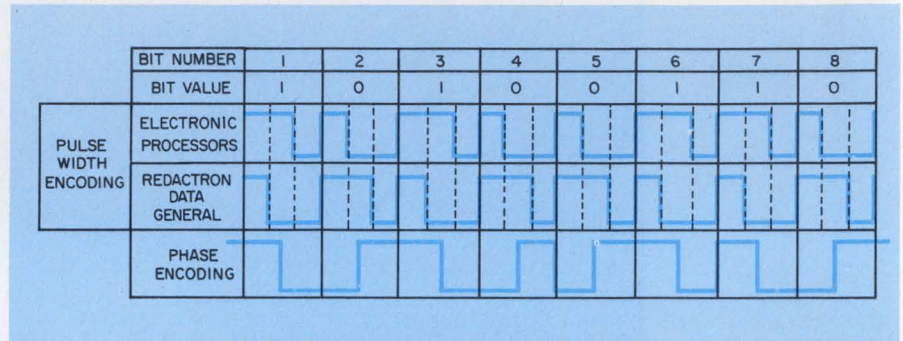 BIT NUMBER 1 2 3 4 5 6 7 8
BIT VALUE 1 0 1 0 0 1 1 0
PULSE
WIDTH
ENCODING
ELECTRONIC
PROCESSORS
REDACTRON
DATA
GENERAL
PHASE
ENCODING